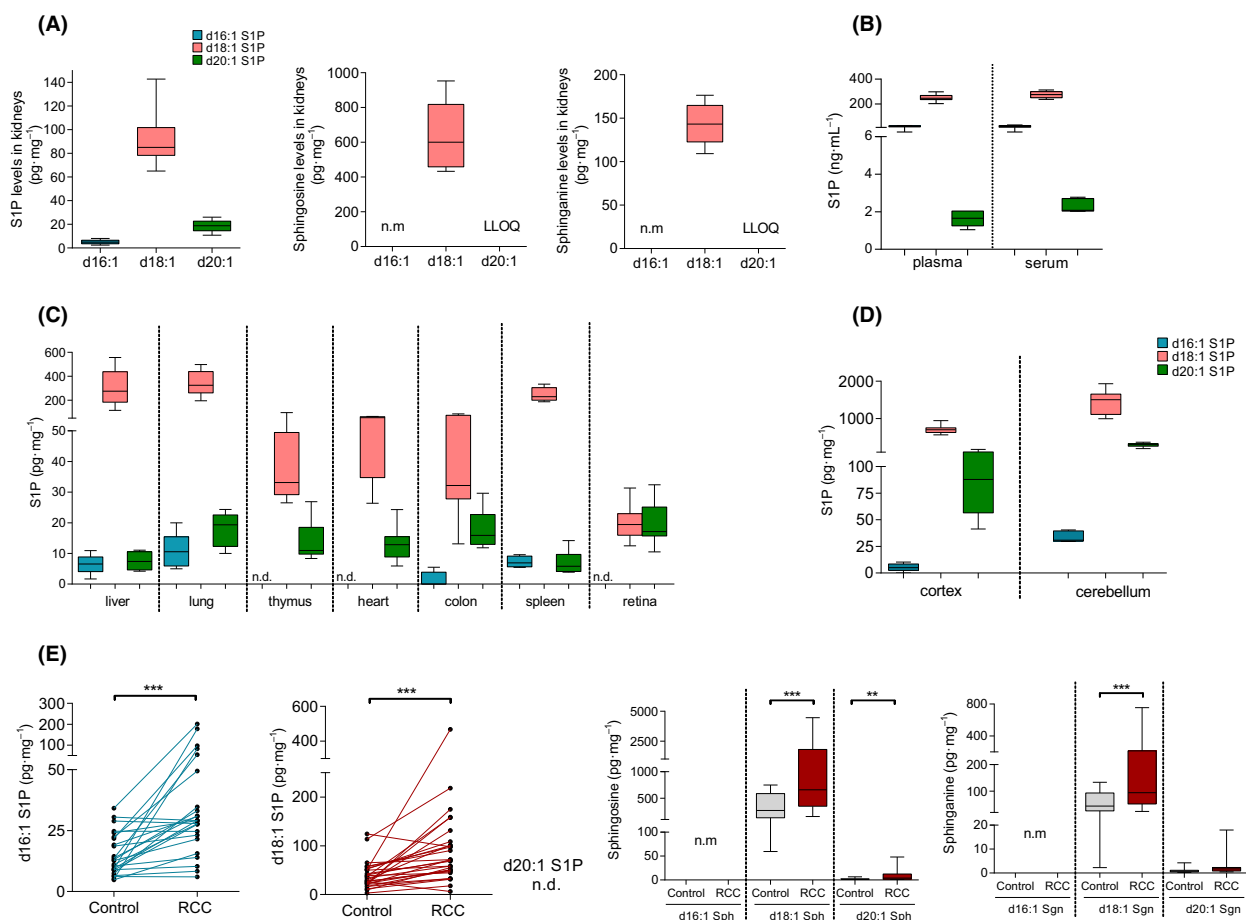 (A)
d16:1 S1P
d18:1 S1P
d20:1 S1P
S1P levels in kidneys
(pg·mg⁻¹)
140
120
100
80
60
40
20
0
d16:1 d18:1 d20:1
Sphingosine levels in kidneys
(pg·mg⁻¹)
1000
800
600
400
200
0
n.m
LLOQ
d16:1 d18:1 d20:1
Sphinganine levels in kidneys
(pg·mg⁻¹)
200
150
100
50
0
n.m
LLOQ
d16:1 d18:1 d20:1
(B)
S1P (ng·mL⁻¹)
400
200
6
4
2
0
plasma serum
(C)
S1P (pg·mg⁻¹)
600
400
200
50
40
30
20
10
0
n.d.
n.d.
n.d.
liver lung thymus heart colon spleen retina
(D)
d16:1 S1P
d18:1 S1P
d20:1 S1P
S1P (pg·mg⁻¹)
2000
1000
100
75
50
25
0
cortex cerebellum
(E)
d16:1 S1P (pg·mg⁻¹)
300
200
100
50
25
0
***
Control RCC
d18:1 S1P (pg·mg⁻¹)
600
400
250
200
150
100
50
0
***
Control RCC
d20:1 S1P
n.d.
Sphingosine (pg·mg⁻¹)
7500
5000
2500
1000
500
100
50
0
n.m
***
**
Control RCC Control RCC Control RCC
d16:1 Sph d18:1 Sph d20:1 Sph
Sphinganine (pg·mg⁻¹)
800
600
400
200
100
20
10
0
n.m
***
Control RCC Control RCC Control RCC
d16:1 Sgn d18:1 Sgn d20:1 Sgn